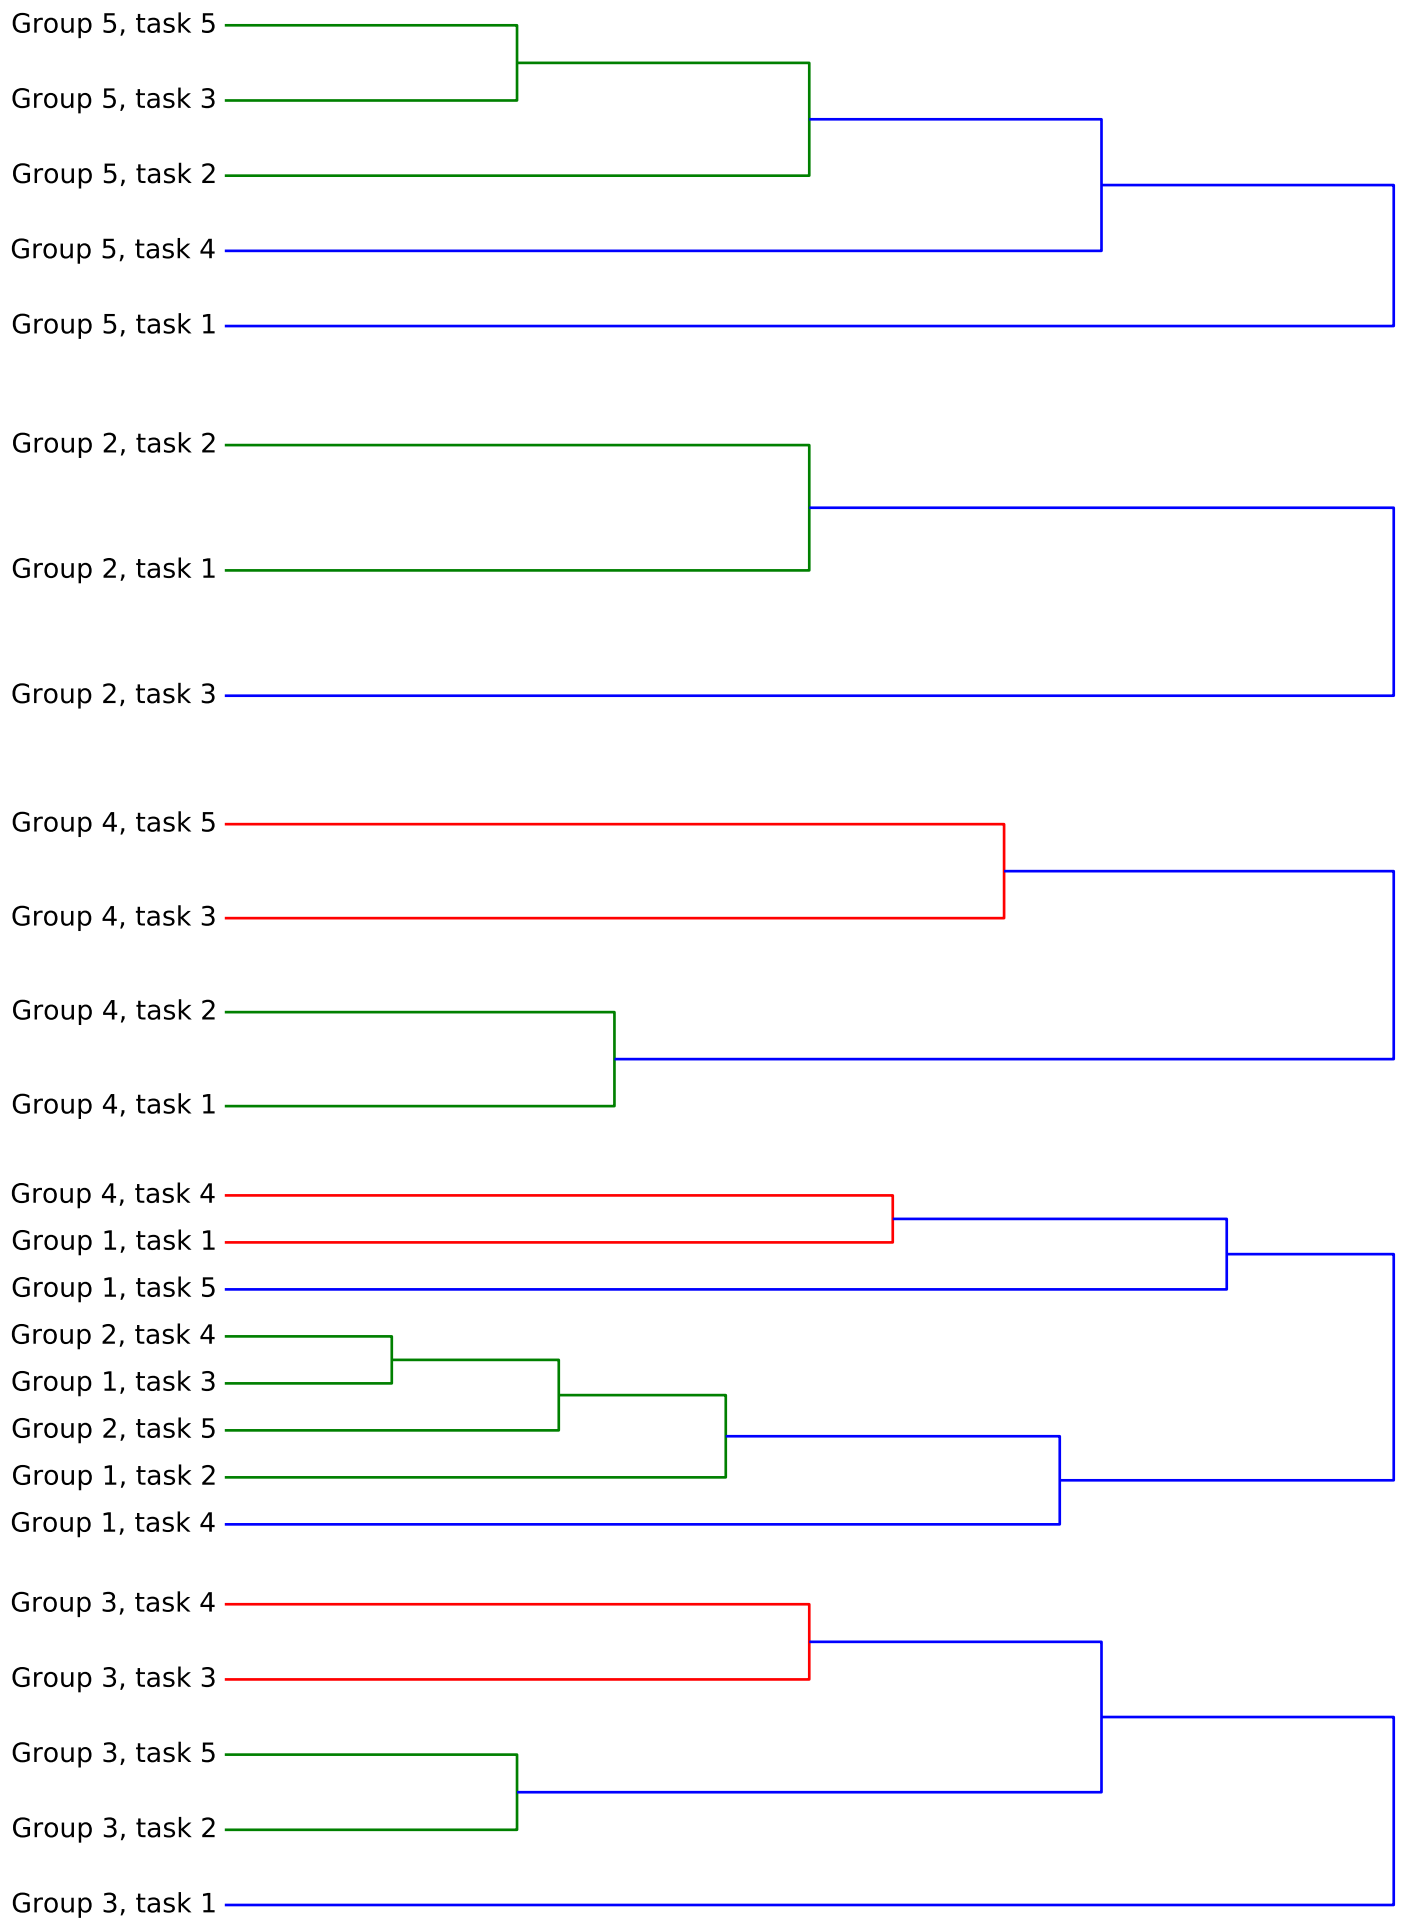 Group 5, task 5
Group 5, task 3
Group 5, task 2
Group 5, task 4
Group 5, task 1
Group 2, task 2
Group 2, task 1
Group 2, task 3
Group 4, task 5
Group 4, task 3
Group 4, task 2
Group 4, task 1
Group 4, task 4
Group 1, task 1
Group 1, task 5
Group 2, task 4
Group 1, task 3
Group 2, task 5
Group 1, task 2
Group 1, task 4
Group 3, task 4
Group 3, task 3
Group 3, task 5
Group 3, task 2
Group 3, task 1